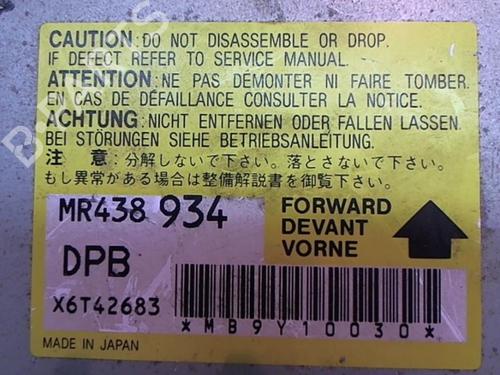 CAUTION: DO NOT DISASSEMBLE OR DROP.
IF DEFECT REFER TO SERVICE MANUAL.
ATTENTION: NE PAS DÉMONTER NI FAIRE TOMBER.
EN CAS DE DÉFAILLANCE CONSULTER LA NOTICE.
ACHTUNG: NICHT ENTFERNEN ODER FALLEN LASSEN.
BEI STÖRUNGEN SIEHE BETRIEBSANLEITUNG.
注 意:分解しないで下さい。落とさないで下さい。
もし異常がある場合は整備解説書を御覧下さい。
MR438 934
DPB
X6T42683
FORWARD
DEVANT
VORNE
*MB9Y10030*
MADE IN JAPAN